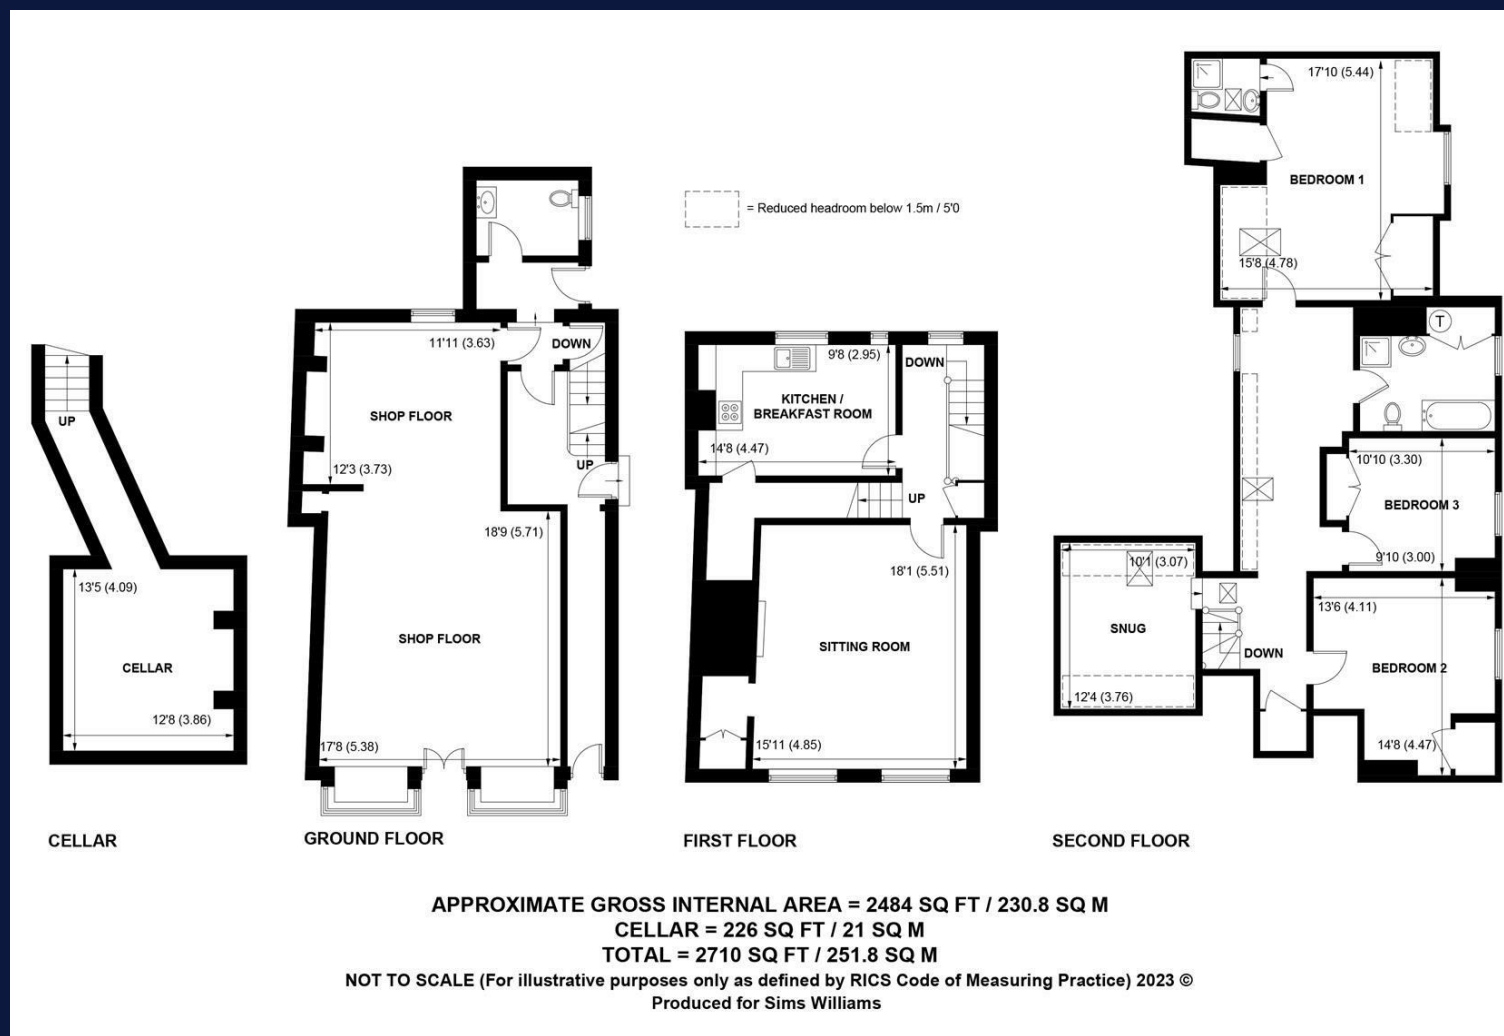 UP
13'5 (4.09)
CELLAR
12'8 (3.86)
CELLAR
11'11 (3.63)
DOWN
SHOP FLOOR
12'3 (3.73)
UP
18'9 (5.71)
SHOP FLOOR
17'8 (5.38)
GROUND FLOOR
= Reduced headroom below 1.5m / 5'0
9'8 (2.95)
DOWN
KITCHEN /
BREAKFAST ROOM
14'8 (4.47)
UP
18'1 (5.51)
SITTING ROOM
15'11 (4.85)
FIRST FLOOR
17'10 (5.44)
BEDROOM 1
15'8 (4.78)
T
10'10 (3.30)
BEDROOM 3
9'10 (3.00)
10'1 (3.07)
SNUG
12'4 (3.76)
DOWN
13'6 (4.11)
BEDROOM 2
14'8 (4.47)
SECOND FLOOR
APPROXIMATE GROSS INTERNAL AREA = 2484 SQ FT / 230.8 SQ M
CELLAR = 226 SQ FT / 21 SQ M
TOTAL = 2710 SQ FT / 251.8 SQ M
NOT TO SCALE (For illustrative purposes only as defined by RICS Code of Measuring Practice) 2023 ©
Produced for Sims Williams